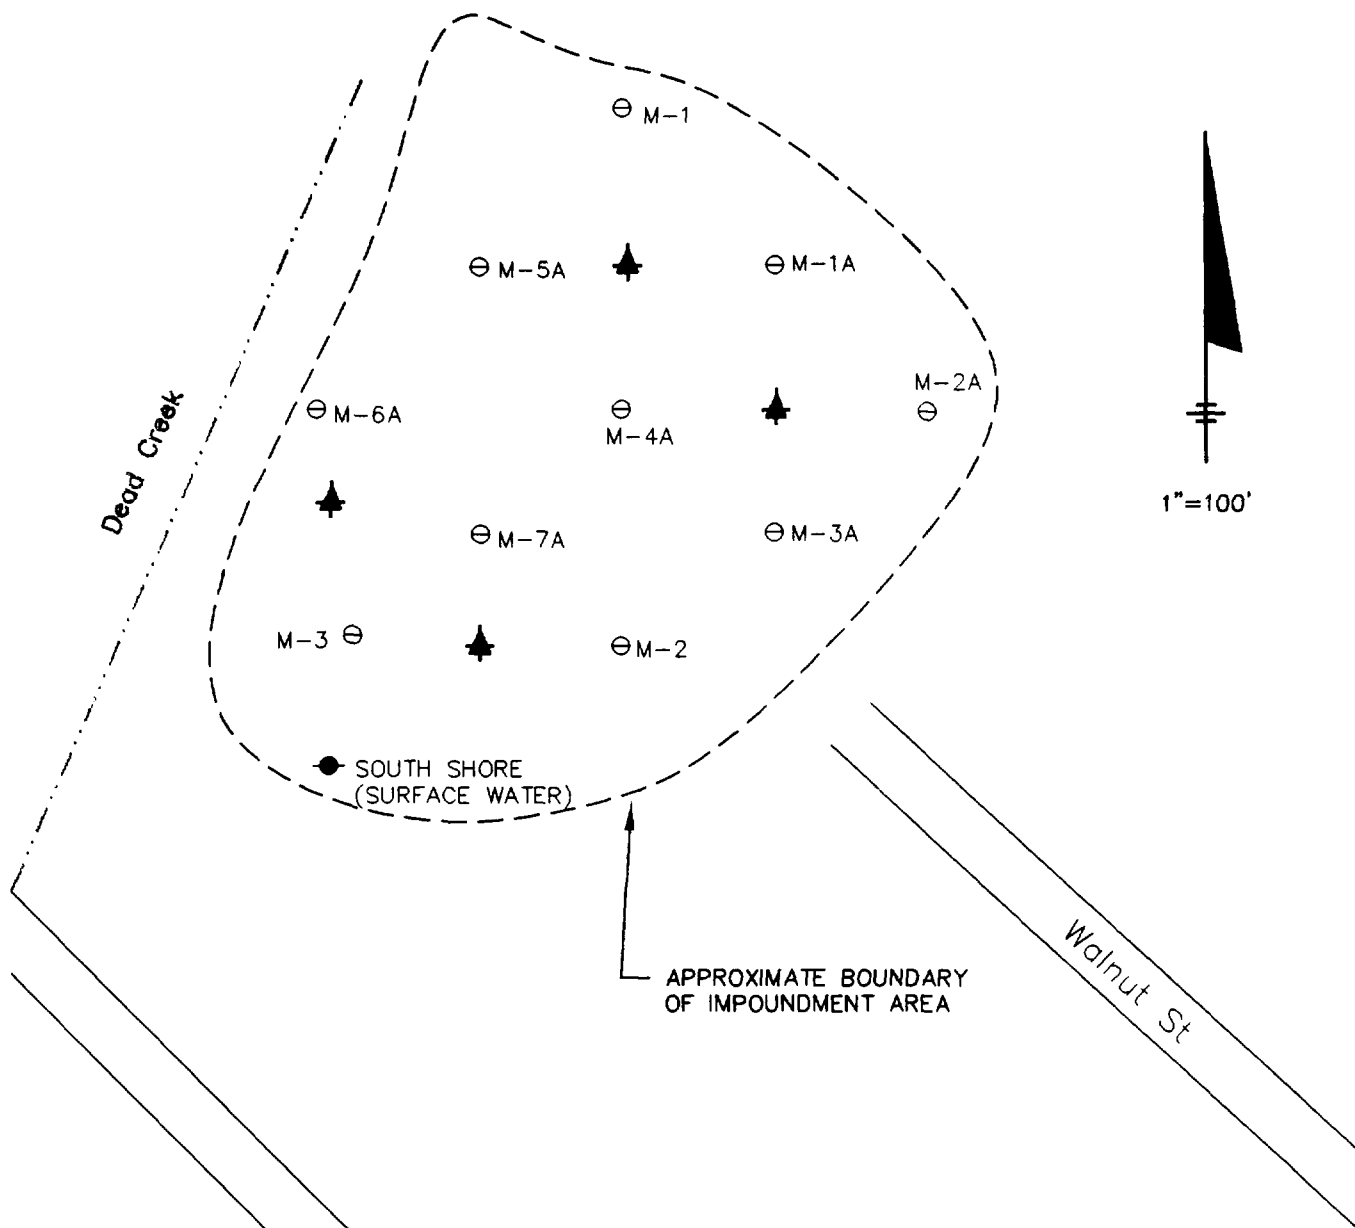 M-1
M-5A
M-1A
M-2A
M-6A
M-4A
Dead Creek
1"=100'
M-7A
M-3A
M-3
M-2
SOUTH SHORE
(SURFACE WATER)
Walnut St
APPROXIMATE BOUNDARY
OF IMPOUNDMENT AREA